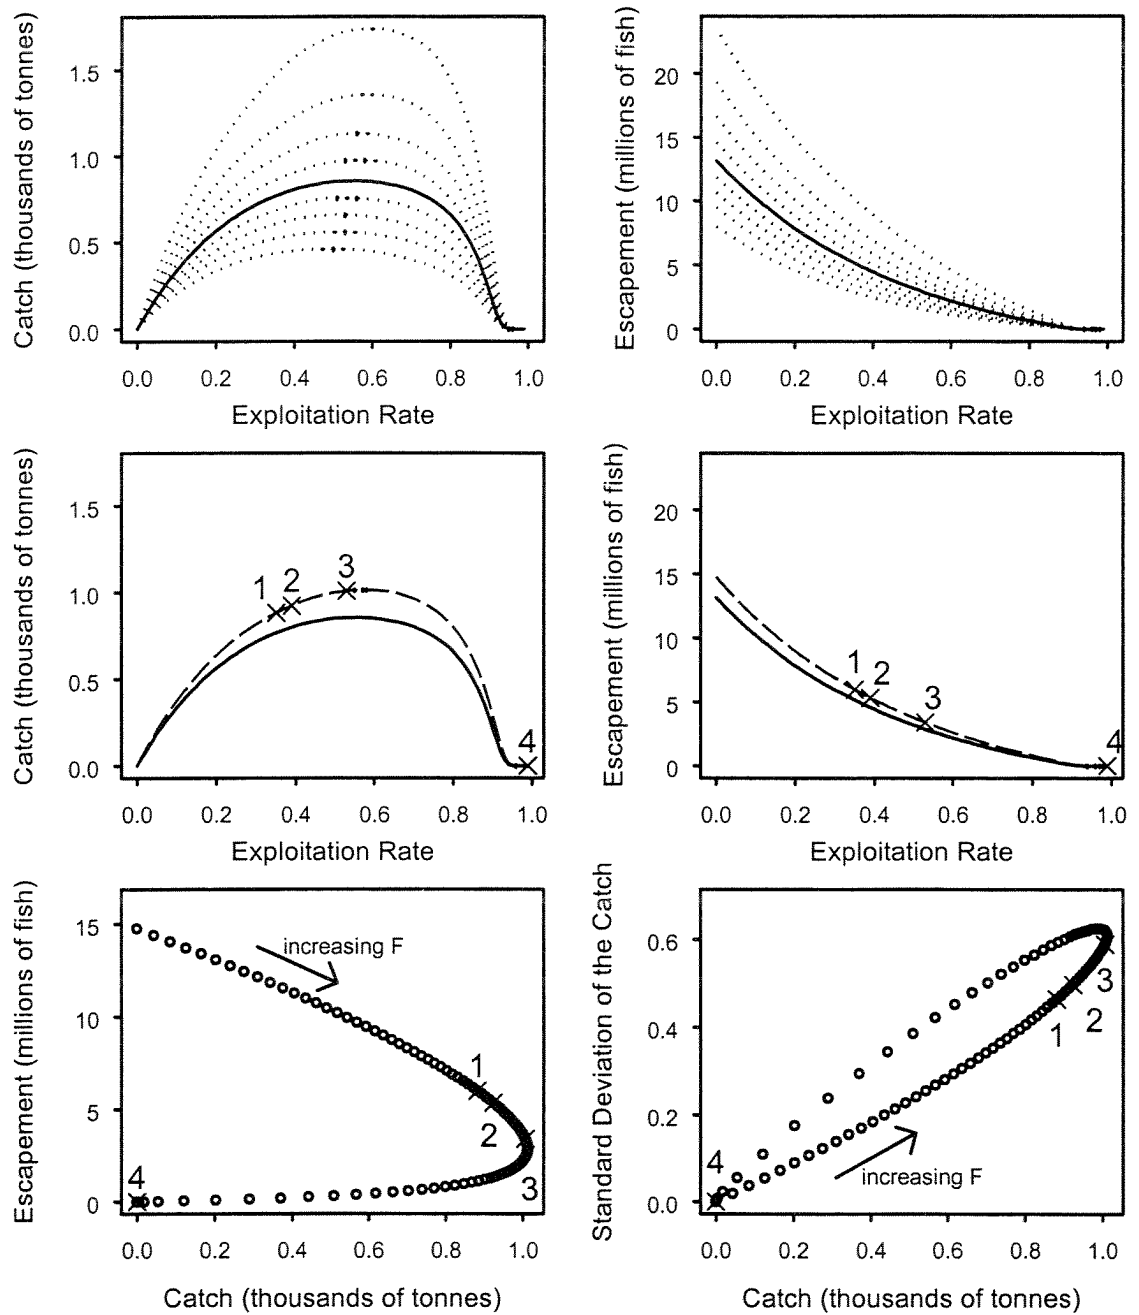 Catch (thousands of tonnes)
1.5
1.0
0.5
0.0
0.0 0.2 0.4 0.6 0.8 1.0
Exploitation Rate
Escapement (millions of fish)
20
15
10
5
0
0.0 0.2 0.4 0.6 0.8 1.0
Exploitation Rate
Catch (thousands of tonnes)
1.5
1.0
0.5
0.0
1 2 3 4
0.0 0.2 0.4 0.6 0.8 1.0
Exploitation Rate
Escapement (millions of fish)
20
15
10
5
0
1 2 3 4
0.0 0.2 0.4 0.6 0.8 1.0
Exploitation Rate
Escapement (millions of fish)
15
10
5
0
increasing F
1
2
3
4
0.0 0.2 0.4 0.6 0.8 1.0
Catch (thousands of tonnes)
Standard Deviation of the Catch
0.6
0.4
0.2
0.0
3
2
1
4
increasing F
0.0 0.2 0.4 0.6 0.8 1.0
Catch (thousands of tonnes)